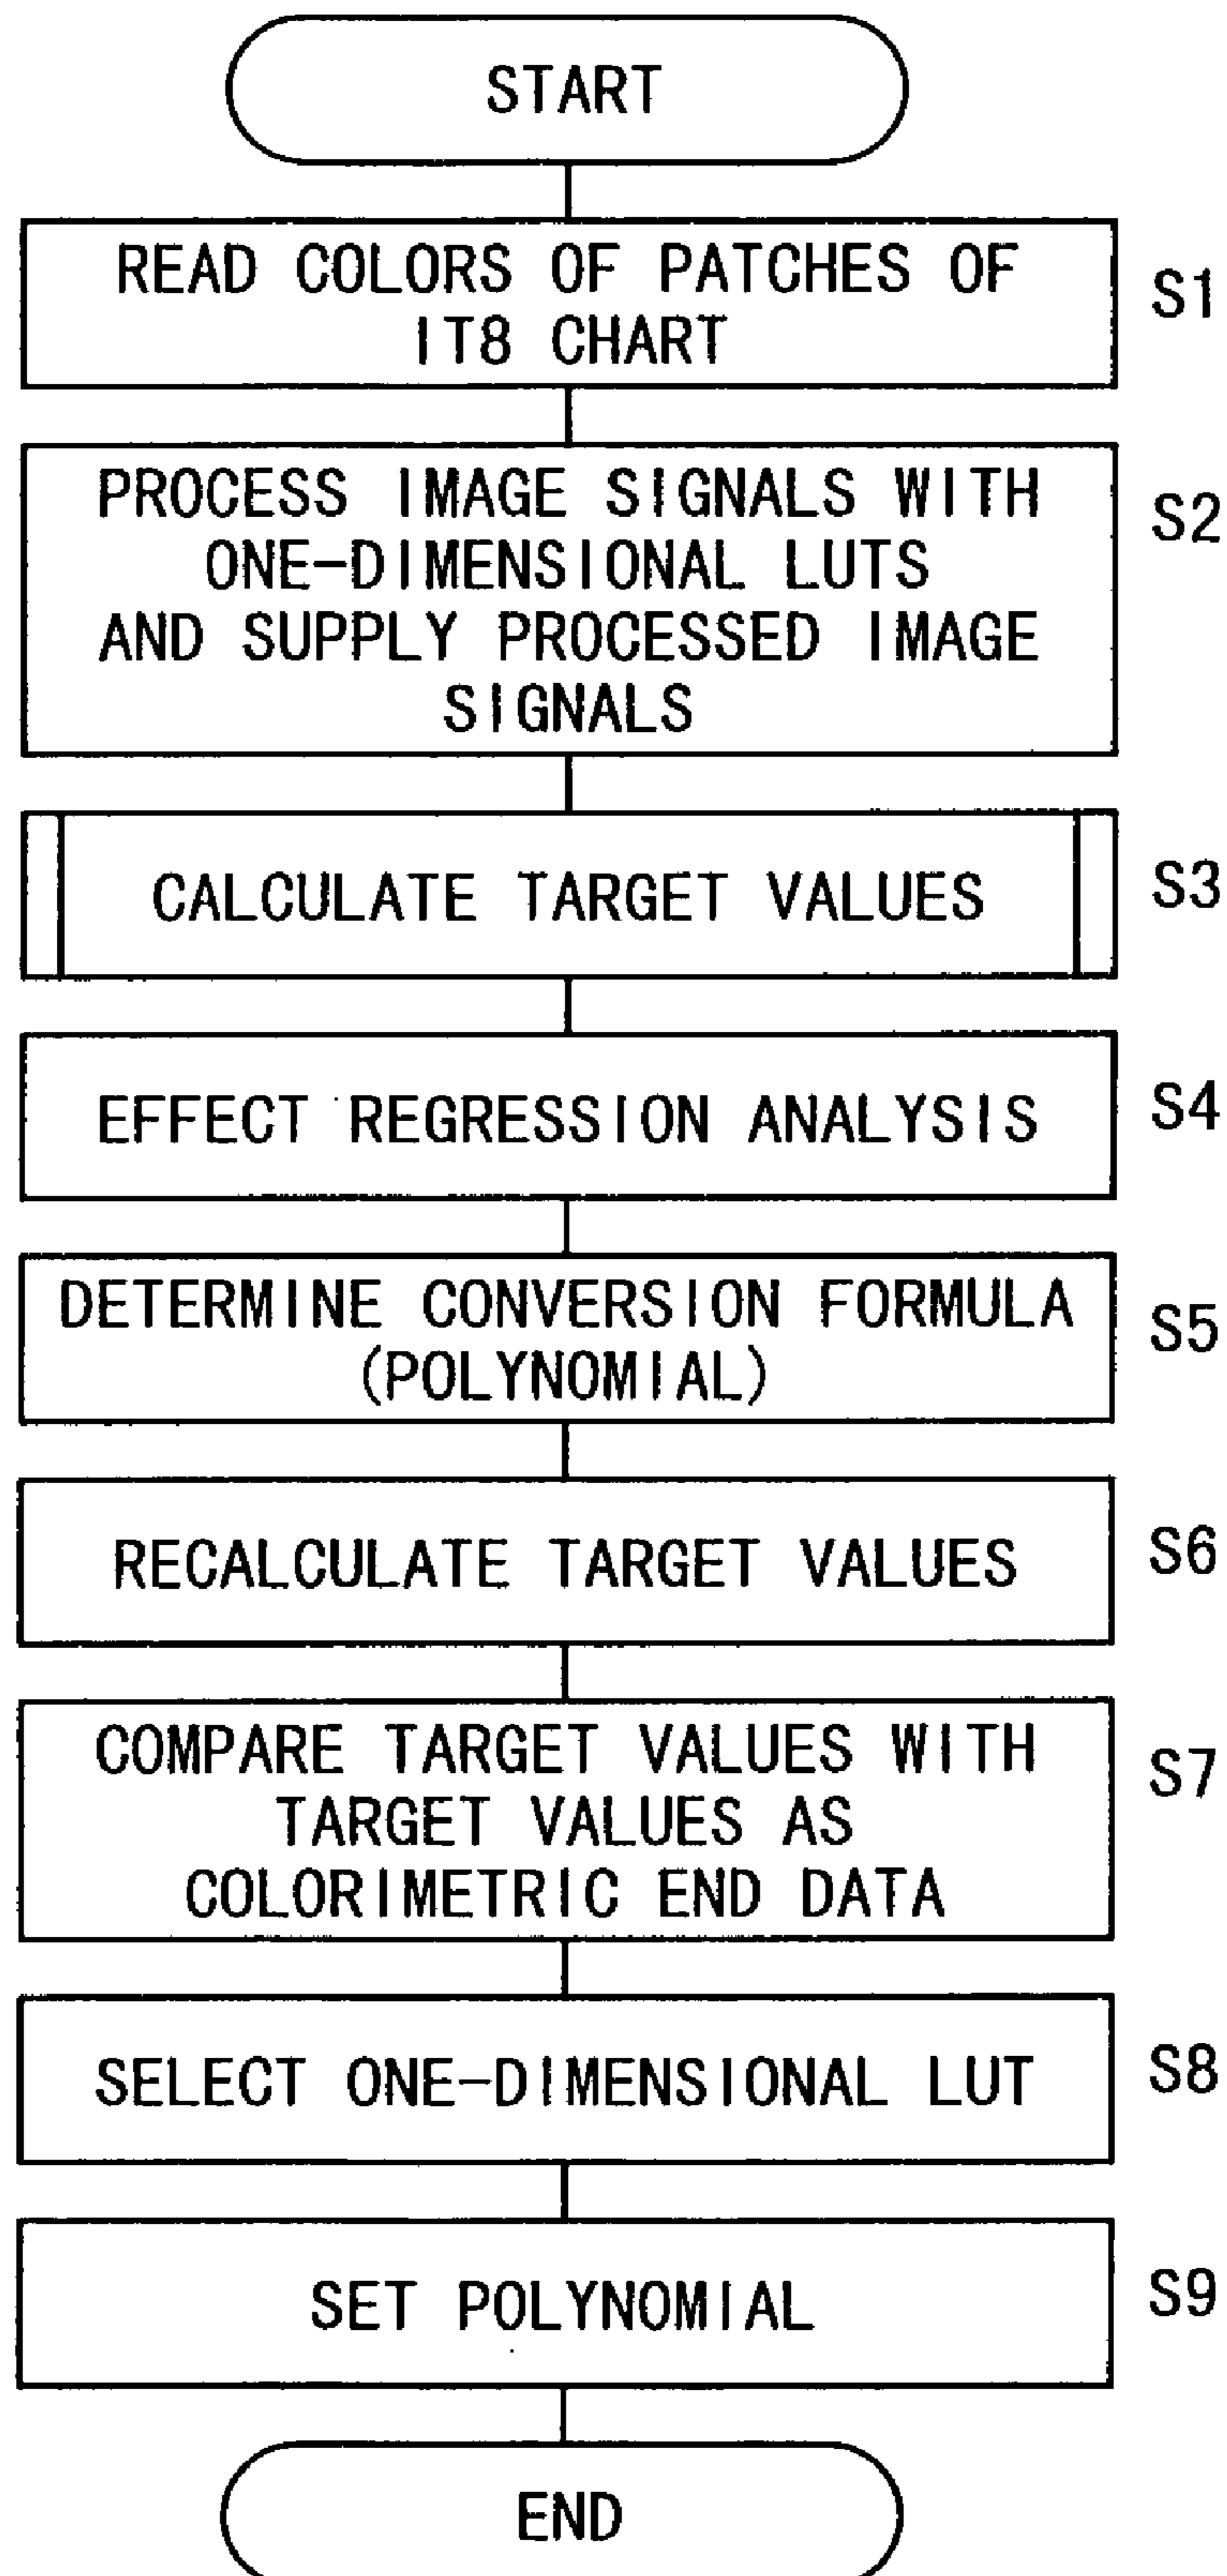 START
READ COLORS OF PATCHES OF
IT8 CHART
S1
PROCESS IMAGE SIGNALS WITH
ONE-DIMENSIONAL LUTS
AND SUPPLY PROCESSED IMAGE
SIGNALS
S2
CALCULATE TARGET VALUES
S3
EFFECT REGRESSION ANALYSIS
S4
DETERMINE CONVERSION FORMULA
(POLYNOMIAL)
S5
RECALCULATE TARGET VALUES
S6
COMPARE TARGET VALUES WITH
TARGET VALUES AS
COLORIMETRIC END DATA
S7
SELECT ONE-DIMENSIONAL LUT
S8
SET POLYNOMIAL
S9
END